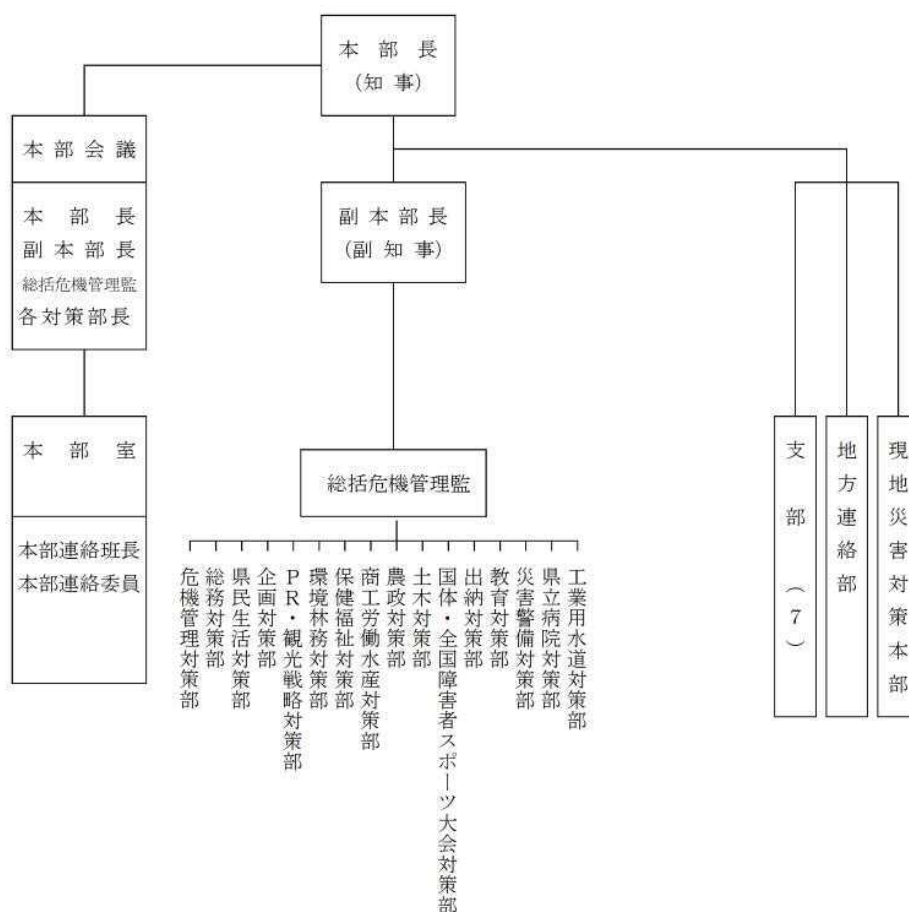 本部長
(知事)
本部会議
本部長
副本部長
総括危機管理監
各対策部長
副本部長
(副知事)
本部室
本部連絡班長
本部連絡委員
総括危機管理監
危機管理対策部
総務対策部
県民生活対策部
企画対策部
PR・観光戦略対策部
環境林務対策部
保健福祉対策部
商工労働水産対策部
農政対策部
土木対策部
国体・全国障害者スポーツ大会対策部
出納対策部
教育対策部
災害警備対策部
県立病院対策部
工業用水道対策部
支部(7)
地方連絡部
現地災害対策本部